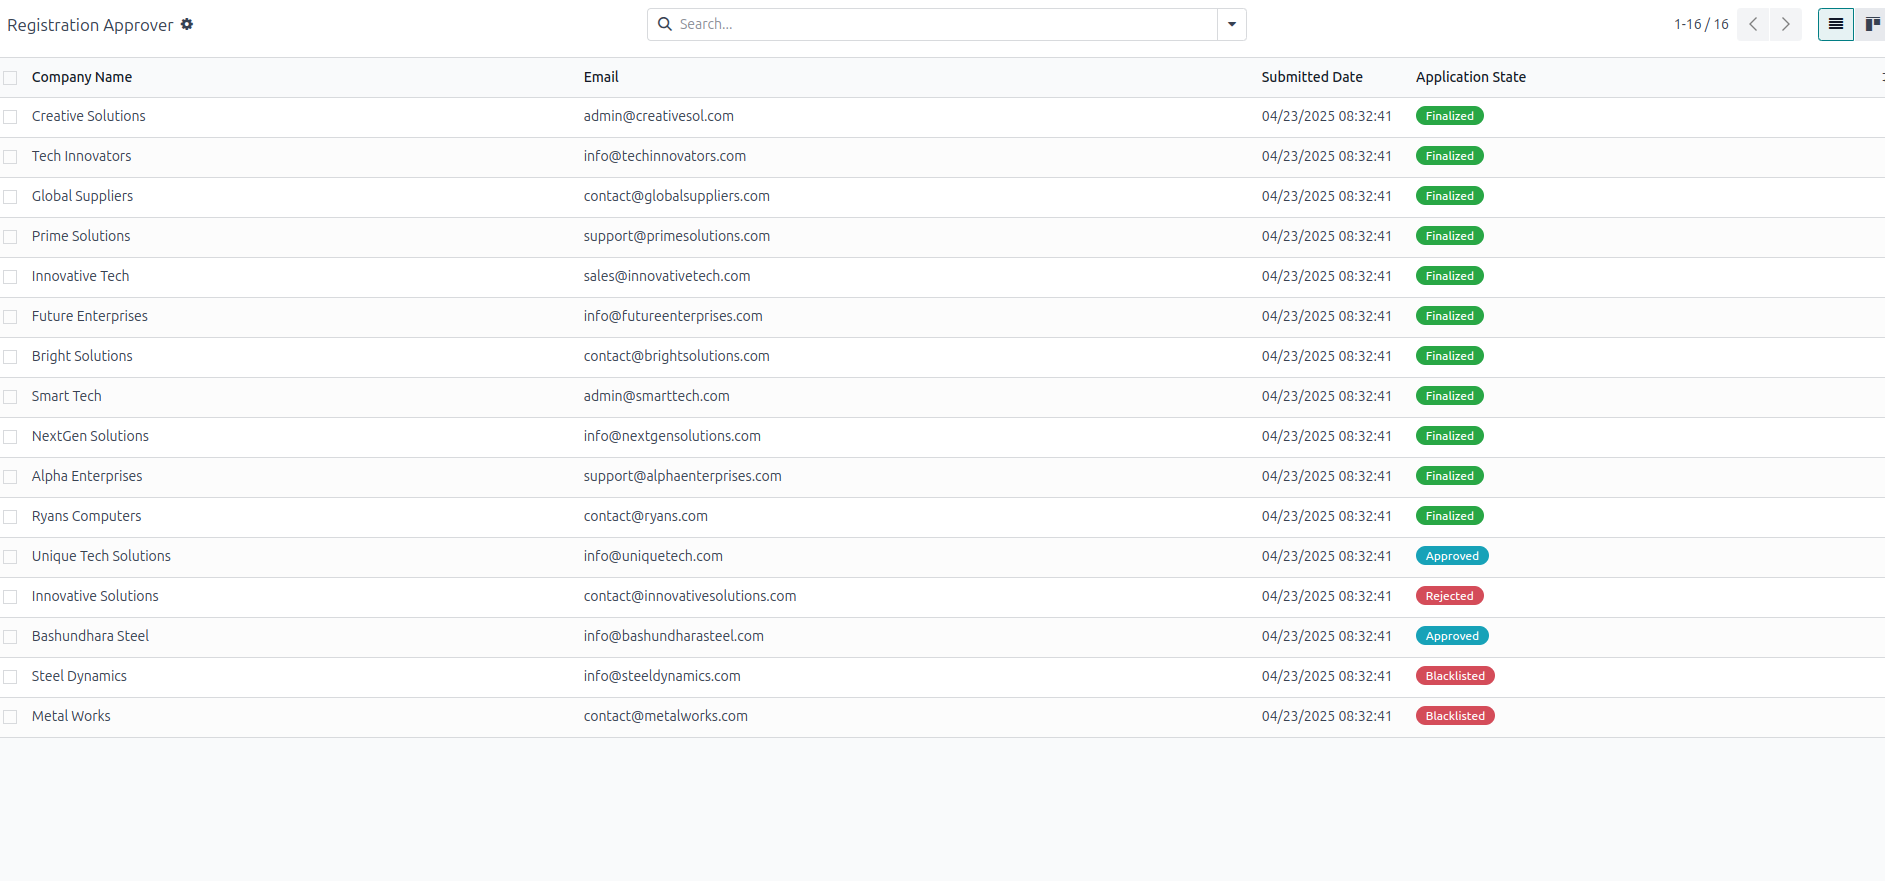 Registration Approver
Search...
1-16 / 16
Company Name Email Submitted Date Application State
Creative Solutions admin@creativesol.com 04/23/2025 08:32:41 Finalized
Tech Innovators info@techinnovators.com 04/23/2025 08:32:41 Finalized
Global Suppliers contact@globalsuppliers.com 04/23/2025 08:32:41 Finalized
Prime Solutions support@primesolutions.com 04/23/2025 08:32:41 Finalized
Innovative Tech sales@innovativetech.com 04/23/2025 08:32:41 Finalized
Future Enterprises info@futureenterprises.com 04/23/2025 08:32:41 Finalized
Bright Solutions contact@brightsolutions.com 04/23/2025 08:32:41 Finalized
Smart Tech admin@smarttech.com 04/23/2025 08:32:41 Finalized
NextGen Solutions info@nextgensolutions.com 04/23/2025 08:32:41 Finalized
Alpha Enterprises support@alphaenterprises.com 04/23/2025 08:32:41 Finalized
Ryans Computers contact@ryans.com 04/23/2025 08:32:41 Finalized
Unique Tech Solutions info@uniquetech.com 04/23/2025 08:32:41 Approved
Innovative Solutions contact@innovativesolutions.com 04/23/2025 08:32:41 Rejected
Bashundhara Steel info@bashundharasteel.com 04/23/2025 08:32:41 Approved
Steel Dynamics info@steeldynamics.com 04/23/2025 08:32:41 Blacklisted
Metal Works contact@metalworks.com 04/23/2025 08:32:41 Blacklisted